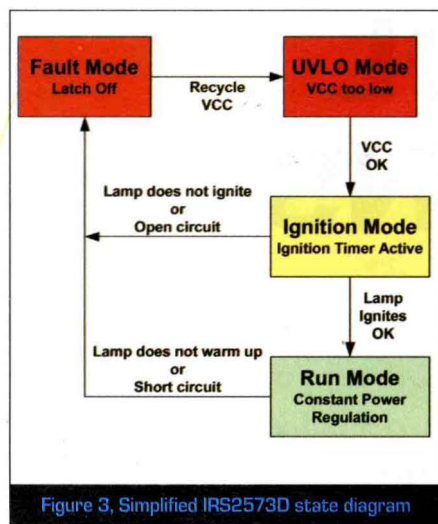 Fault Mode
Latch Off
Recycle
VCC
UVLO Mode
VCC too low
VCC
OK
Lamp does not ignite
or
Open circuit
Ignition Mode
Ignition Timer Active
Lamp
Ignites
OK
Lamp does not warm up
or
Short circuit
Run Mode
Constant Power
Regulation
Figure 3, Simplified IRS2573D state diagram